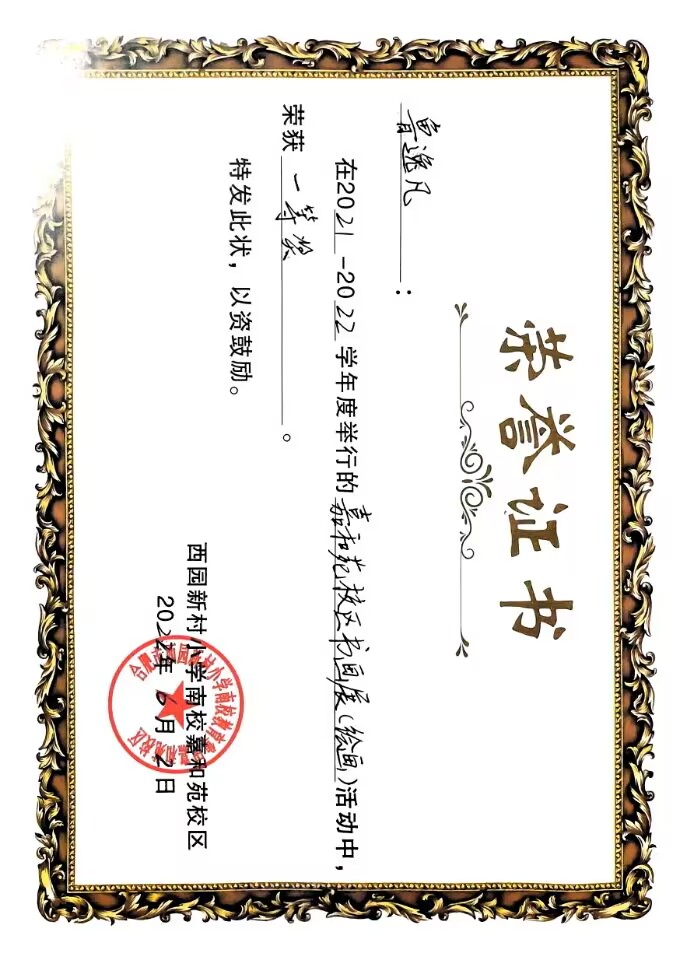 荣誉证书
鲁逸凡：
在2021-2022学年度举行的嘉和苑校区书画展(绘画)活动中，
荣获一等奖。
特发此状，以资鼓励。
西园新村小学南校嘉和苑校区
2022年6月2日